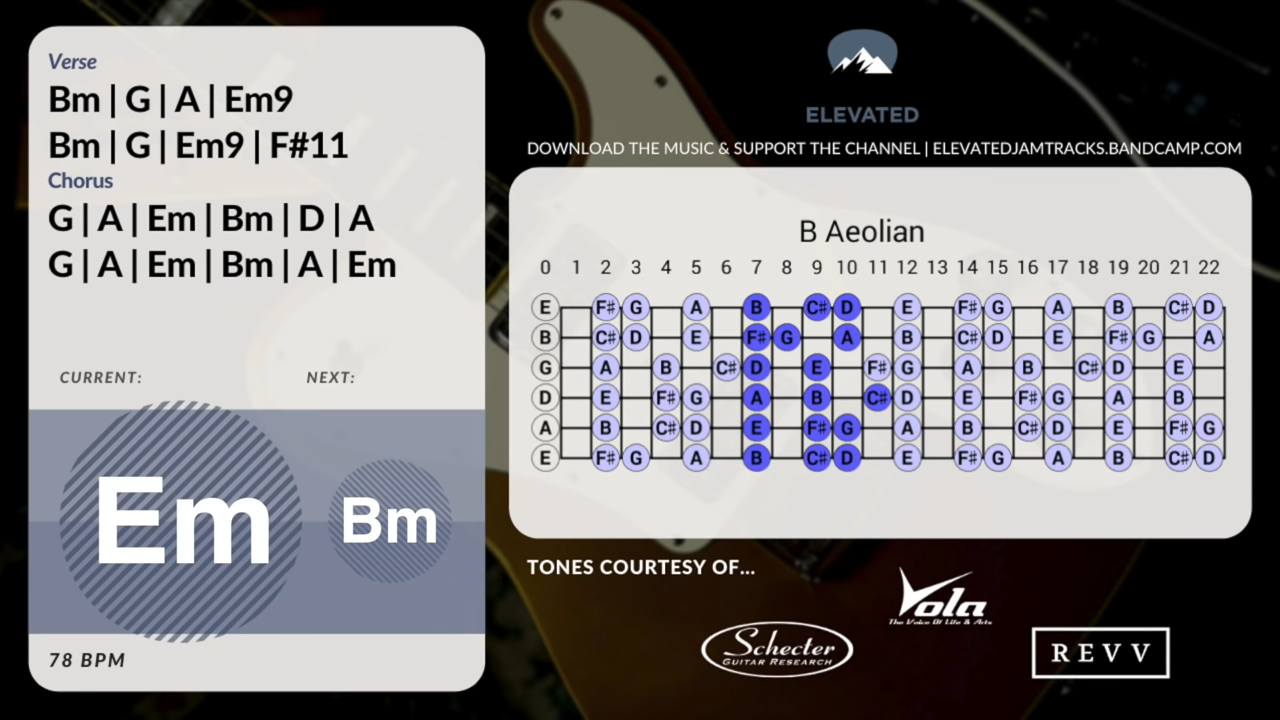 Verse
Bm | G | A | Em9
Bm | G | Em9 | F#11
Chorus
G | A | Em | Bm | D | A
G | A | Em | Bm | A | Em
CURRENT: NEXT:
Em Bm
78 BPM
ELEVATED
DOWNLOAD THE MUSIC & SUPPORT THE CHANNEL | ELEVATEDJAMTRACKS.BANDCAMP.COM
B Aeolian
0 1 2 3 4 5 6 7 8 9 10 11 12 13 14 15 16 17 18 19 20 21 22
E F# G A B C# D E F# G A B C# D
B C# D E F# G A B C# D E F# G A
G A B C# D E F# G A B C# D E
D E F# G A B C# D E F# G A B
A B C# D E F# G A B C# D E F# G
E F# G A B C# D E F# G A B C# D
TONES COURTESY OF...
Vola
The Voice Of Life & Arts
Schecter
GUITAR RESEARCH
REVV